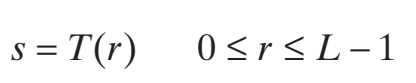 s = T(r)   0 ≤ r ≤ L − 1